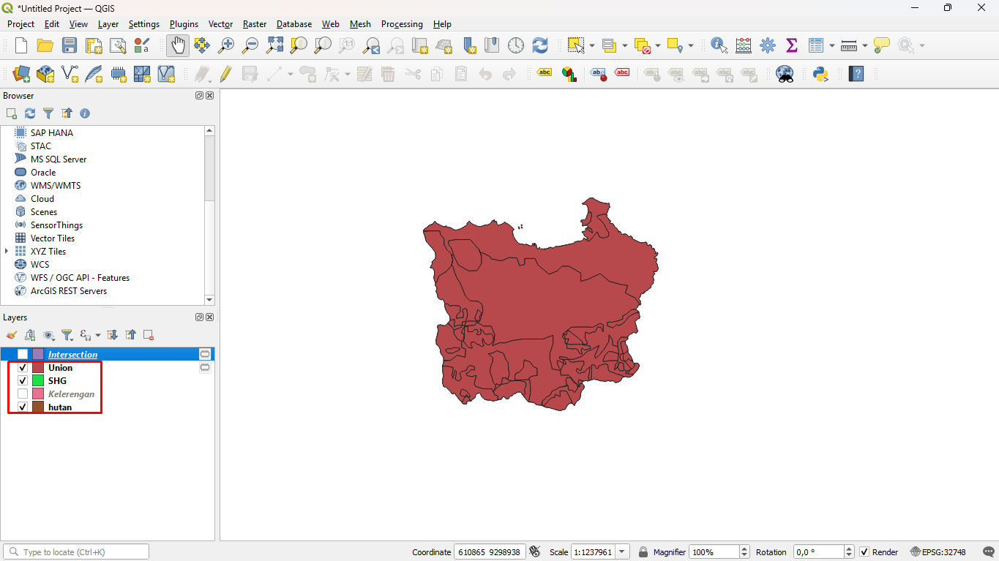 *Untitled Project — QGIS
Project Edit View Layer Settings Plugins Vector Raster Database Web Mesh Processing Help
Browser
SAP HANA
STAC
MS SQL Server
Oracle
WMS/WMTS
Cloud
Scenes
SensorThings
Vector Tiles
XYZ Tiles
WCS
WFS / OGC API - Features
ArcGIS REST Servers
Layers
Intersection
Union
SHG
Kelerengan
hutan
Type to locate (Ctrl+K)
Coordinate 610865 9298938 Scale 1:1237961 Magnifier 100% Rotation 0,0 ° Render EPSG:32748